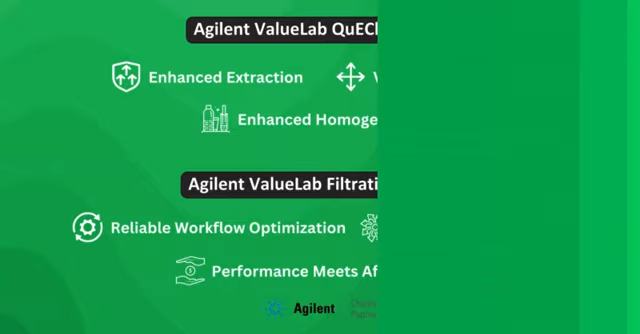 Agilent ValueLab QuECh
Enhanced Extraction
Enhanced Homoge
Agilent ValueLab Filtrati
Reliable Workflow Optimization
Performance Meets Af
Agilent